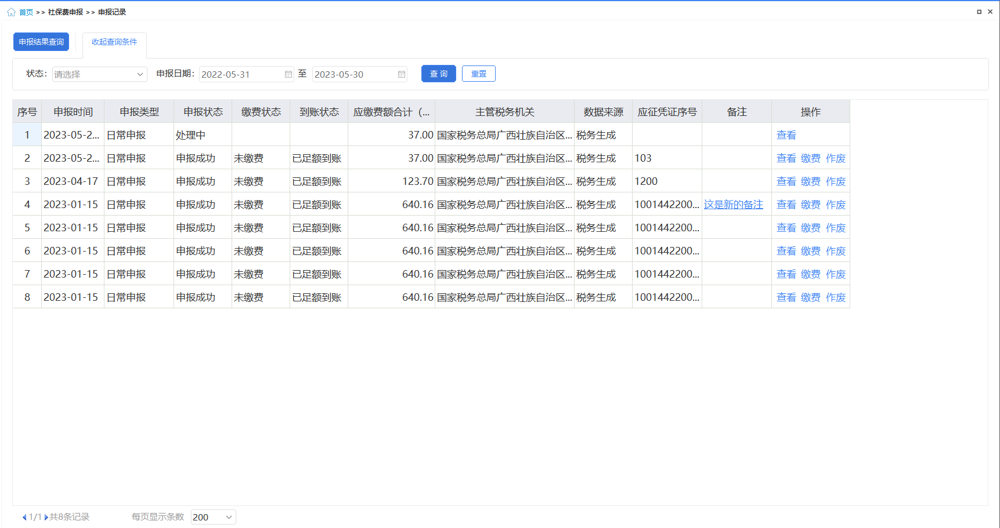 首页 >> 社保费申报 >> 申报记录
申报结果查询 收起查询条件
状态: 请选择 申报日期: 2022-05-31 至 2023-05-30 查询 重置
序号 申报时间 申报类型 申报状态 缴费状态 到账状态 应缴费额合计（... 主管税务机关 数据来源 应征凭证序号 备注 操作
1 2023-05-2... 日常申报 处理中 37.00 国家税务总局广西壮族自治区... 税务生成 查看
2 2023-05-2... 日常申报 申报成功 未缴费 已足额到账 37.00 国家税务总局广西壮族自治区... 税务生成 103 查看 缴费 作废
3 2023-04-17 日常申报 申报成功 未缴费 已足额到账 123.70 国家税务总局广西壮族自治区... 税务生成 1200 查看 缴费 作废
4 2023-01-15 日常申报 申报成功 未缴费 已足额到账 640.16 国家税务总局广西壮族自治区... 税务生成 1001442200... 这是新的备注 查看 缴费 作废
5 2023-01-15 日常申报 申报成功 未缴费 已足额到账 640.16 国家税务总局广西壮族自治区... 税务生成 1001442200... 查看 缴费 作废
6 2023-01-15 日常申报 申报成功 未缴费 已足额到账 640.16 国家税务总局广西壮族自治区... 税务生成 1001442200... 查看 缴费 作废
7 2023-01-15 日常申报 申报成功 未缴费 已足额到账 640.16 国家税务总局广西壮族自治区... 税务生成 1001442200... 查看 缴费 作废
8 2023-01-15 日常申报 申报成功 未缴费 已足额到账 640.16 国家税务总局广西壮族自治区... 税务生成 1001442200... 查看 缴费 作废
1/1 共8条记录 每页显示条数 200